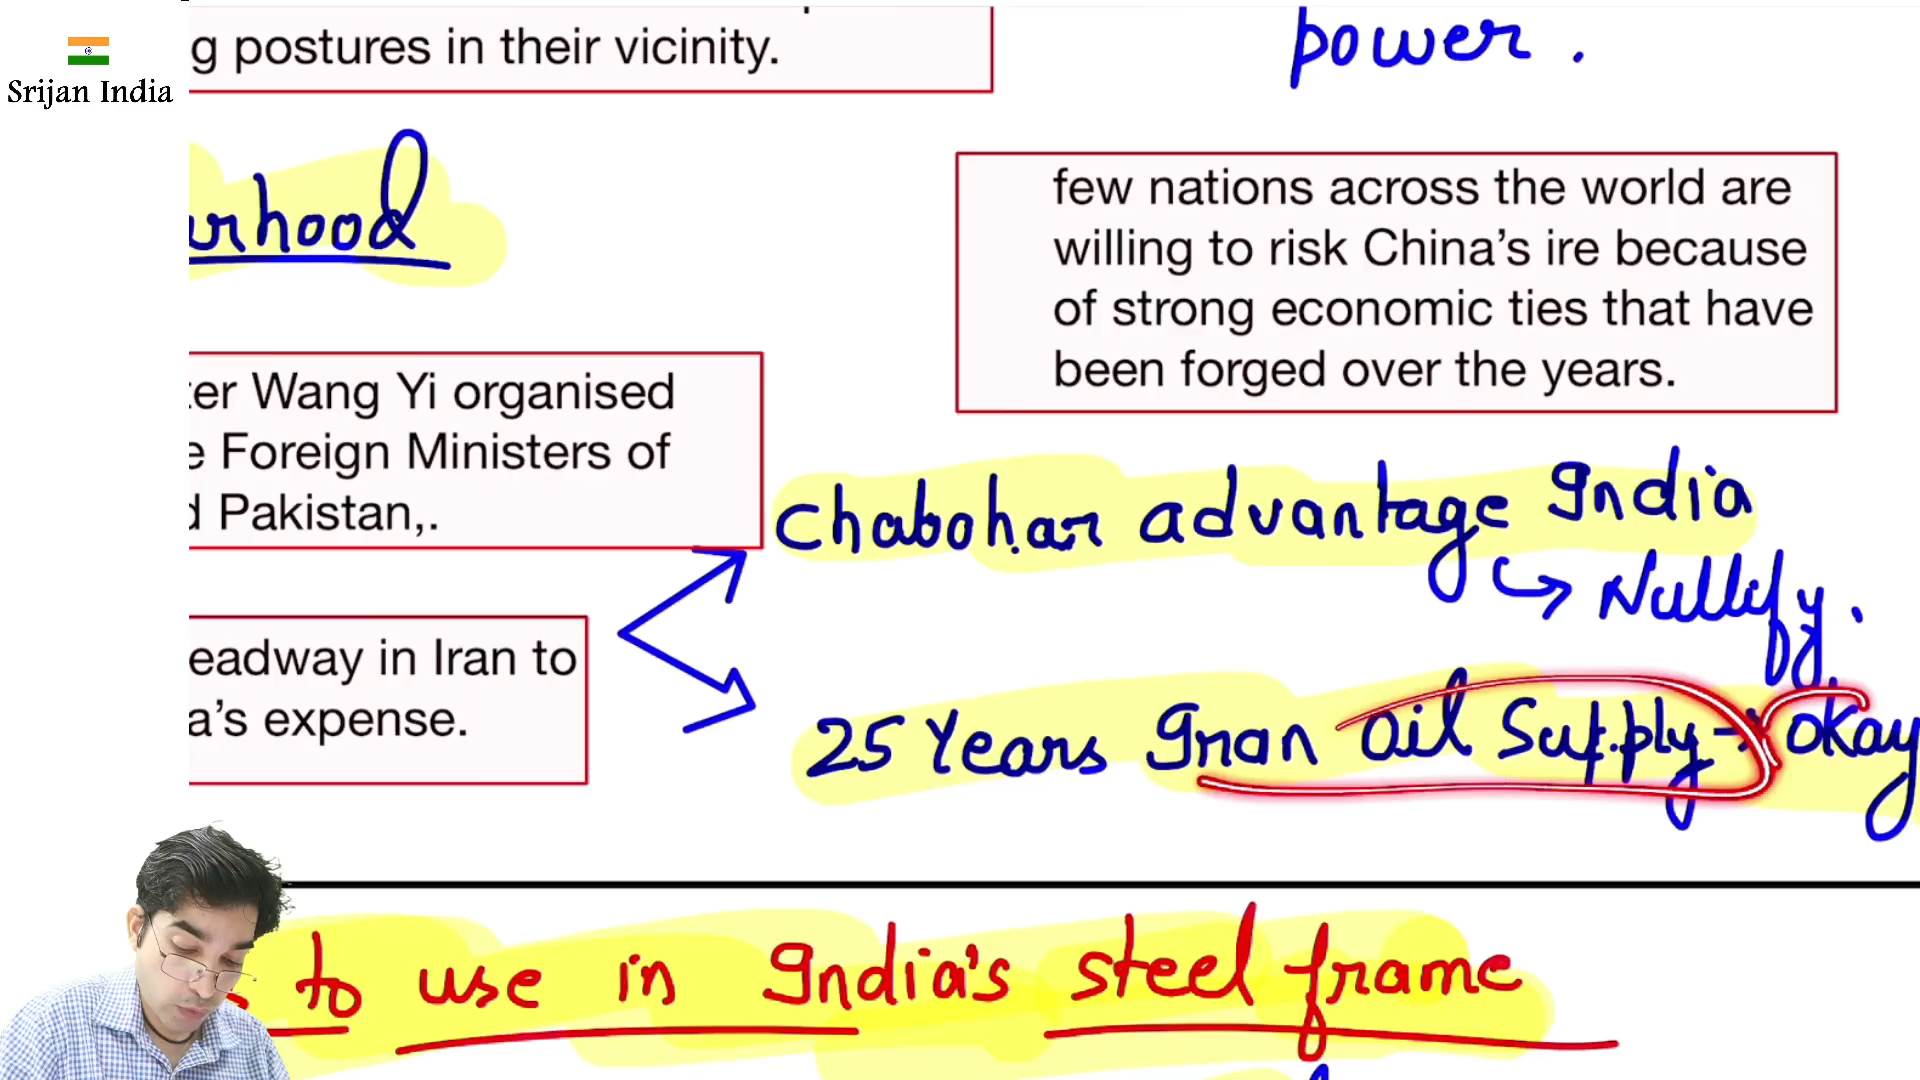 g postures in their vicinity.
power.
Srijan India
few nations across the world are
willing to risk China's ire because
of strong economic ties that have
been forged over the years.
urhood
ter Wang Yi organised
e Foreign Ministers of
d Pakistan,.
Chabohar advantage India
Nullify.
eadway in Iran to
a's expense.
25 Years Iran oil Supply → okay
to use in India's steel frame